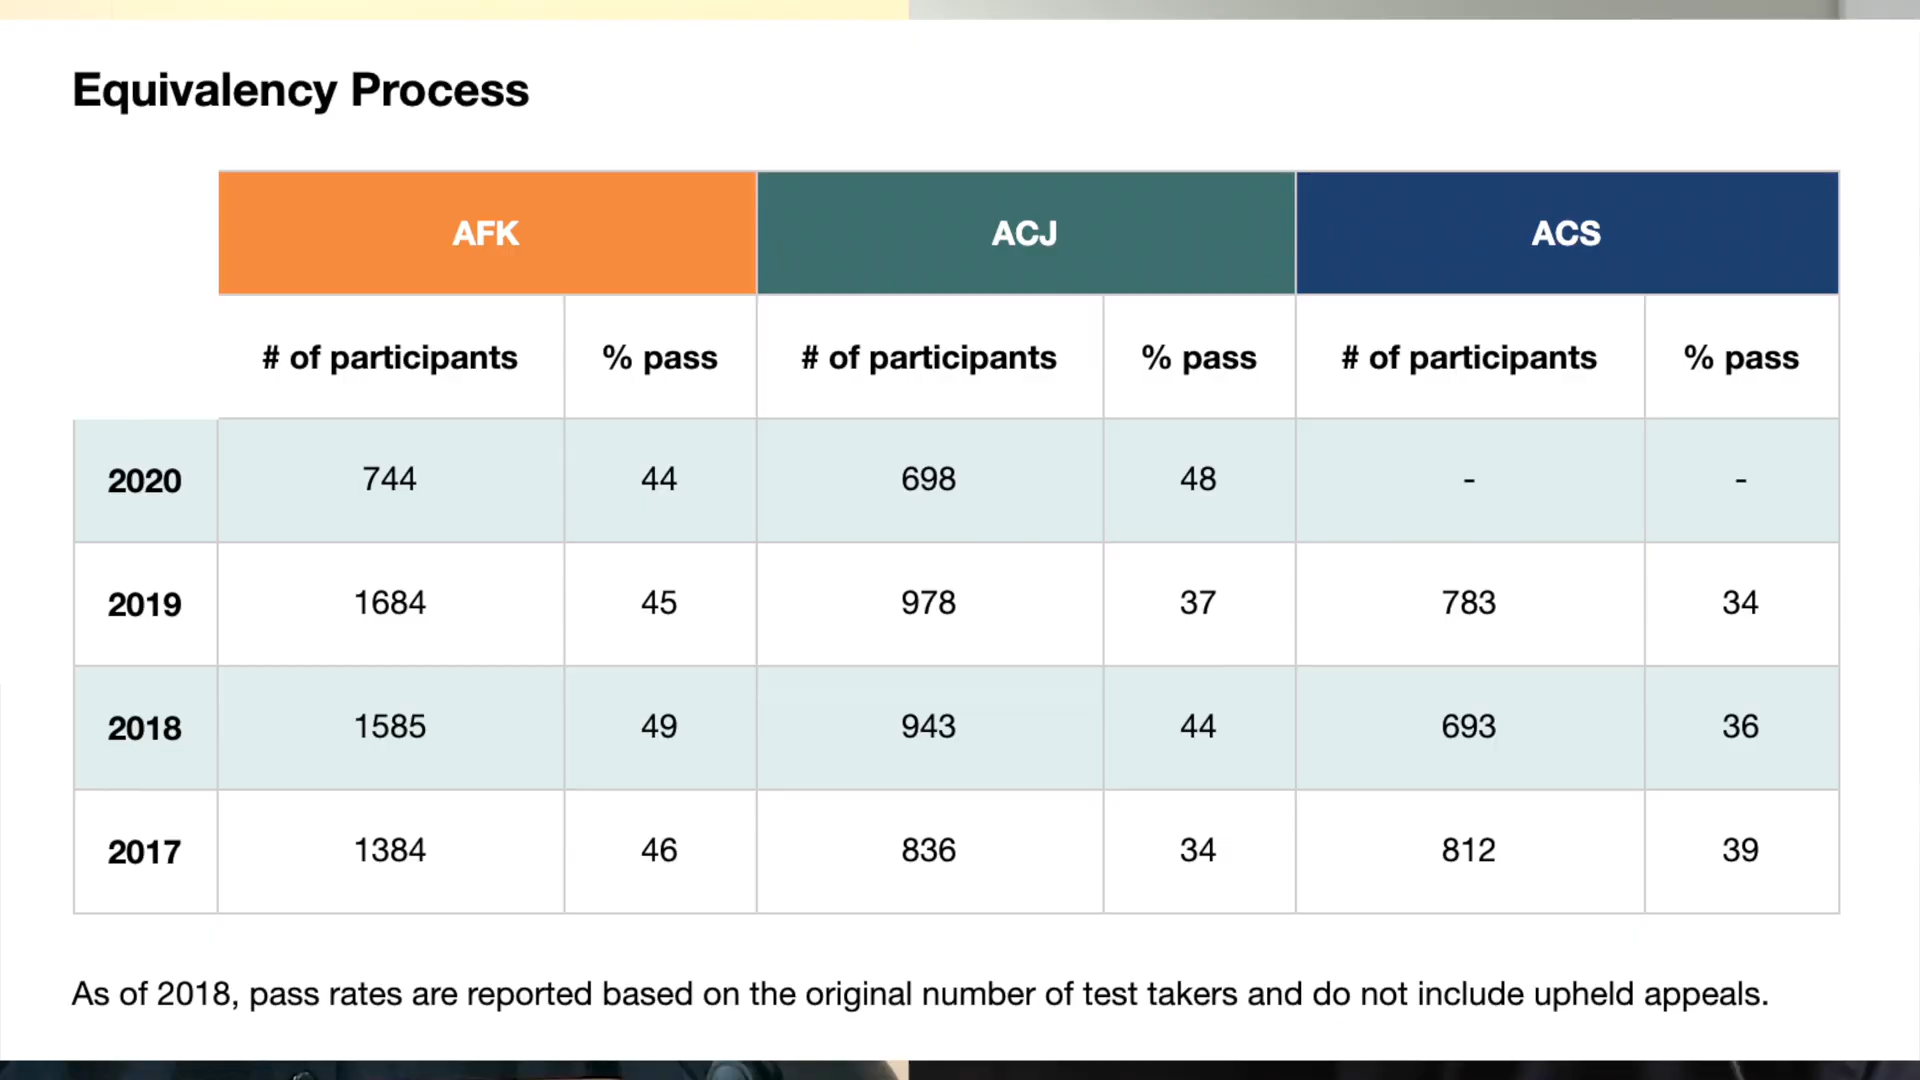 Equivalency Process
AFK ACJ ACS
# of participants % pass # of participants % pass # of participants % pass
2020 744 44 698 48 - -
2019 1684 45 978 37 783 34
2018 1585 49 943 44 693 36
2017 1384 46 836 34 812 39
As of 2018, pass rates are reported based on the original number of test takers and do not include upheld appeals.